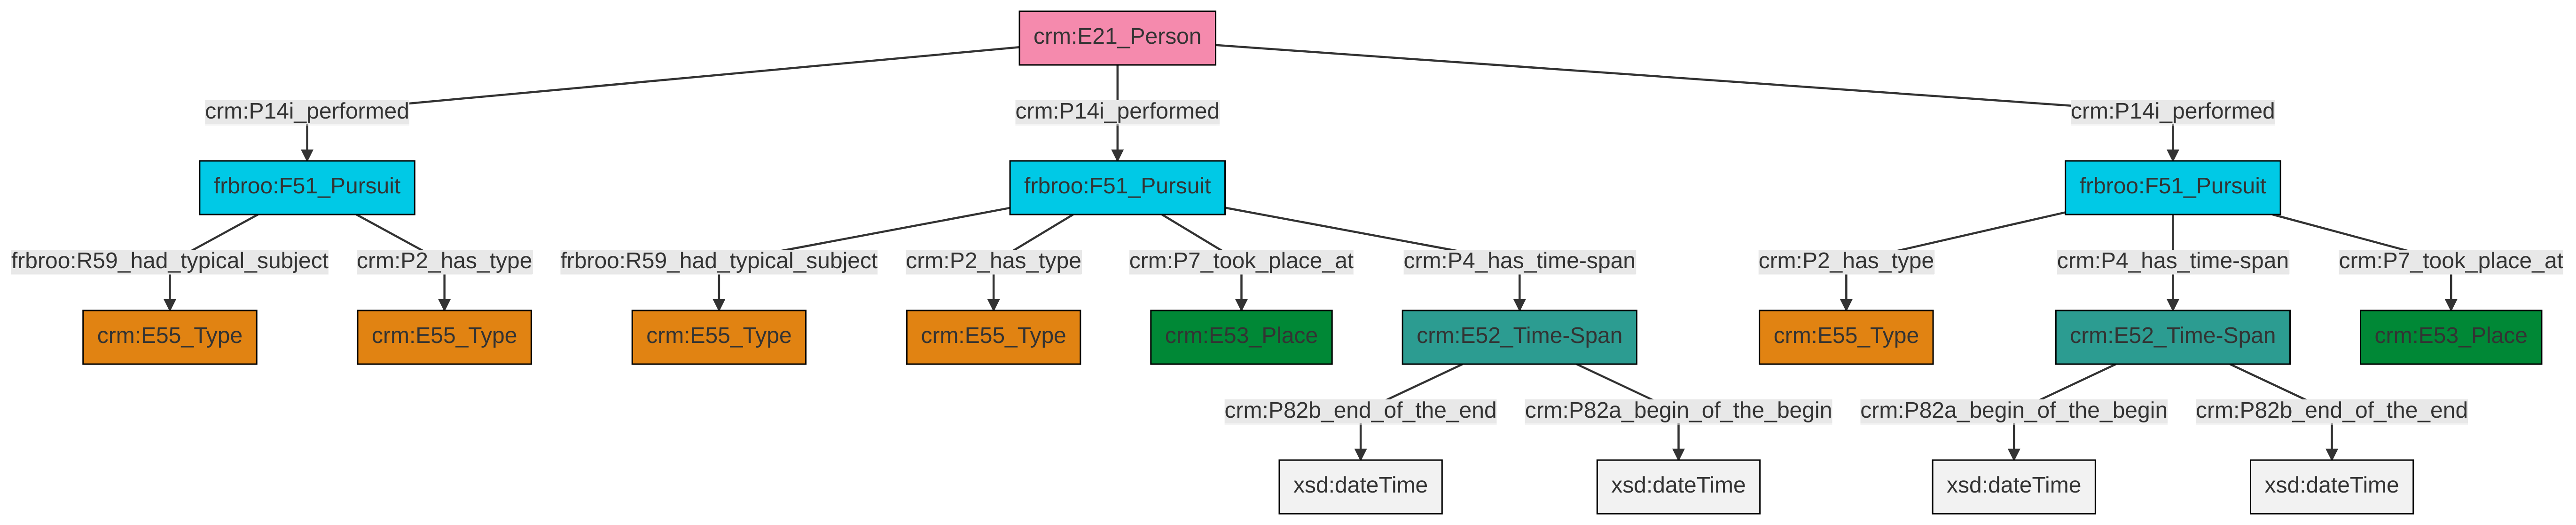 crm:E21_Person
crm:P14i_performed
crm:P14i_performed
crm:P14i_performed
frbroo:F51_Pursuit
frbroo:F51_Pursuit
frbroo:F51_Pursuit
frbroo:R59_had_typical_subject
crm:P2_has_type
frbroo:R59_had_typical_subject
crm:P2_has_type
crm:P7_took_place_at
crm:P4_has_time-span
crm:P2_has_type
crm:P4_has_time-span
crm:P7_took_place_at
crm:E55_Type
crm:E55_Type
crm:E55_Type
crm:E55_Type
crm:E53_Place
crm:E52_Time-Span
crm:E55_Type
crm:E52_Time-Span
crm:E53_Place
crm:P82b_end_of_the_end
crm:P82a_begin_of_the_begin
crm:P82a_begin_of_the_begin
crm:P82b_end_of_the_end
xsd:dateTime
xsd:dateTime
xsd:dateTime
xsd:dateTime